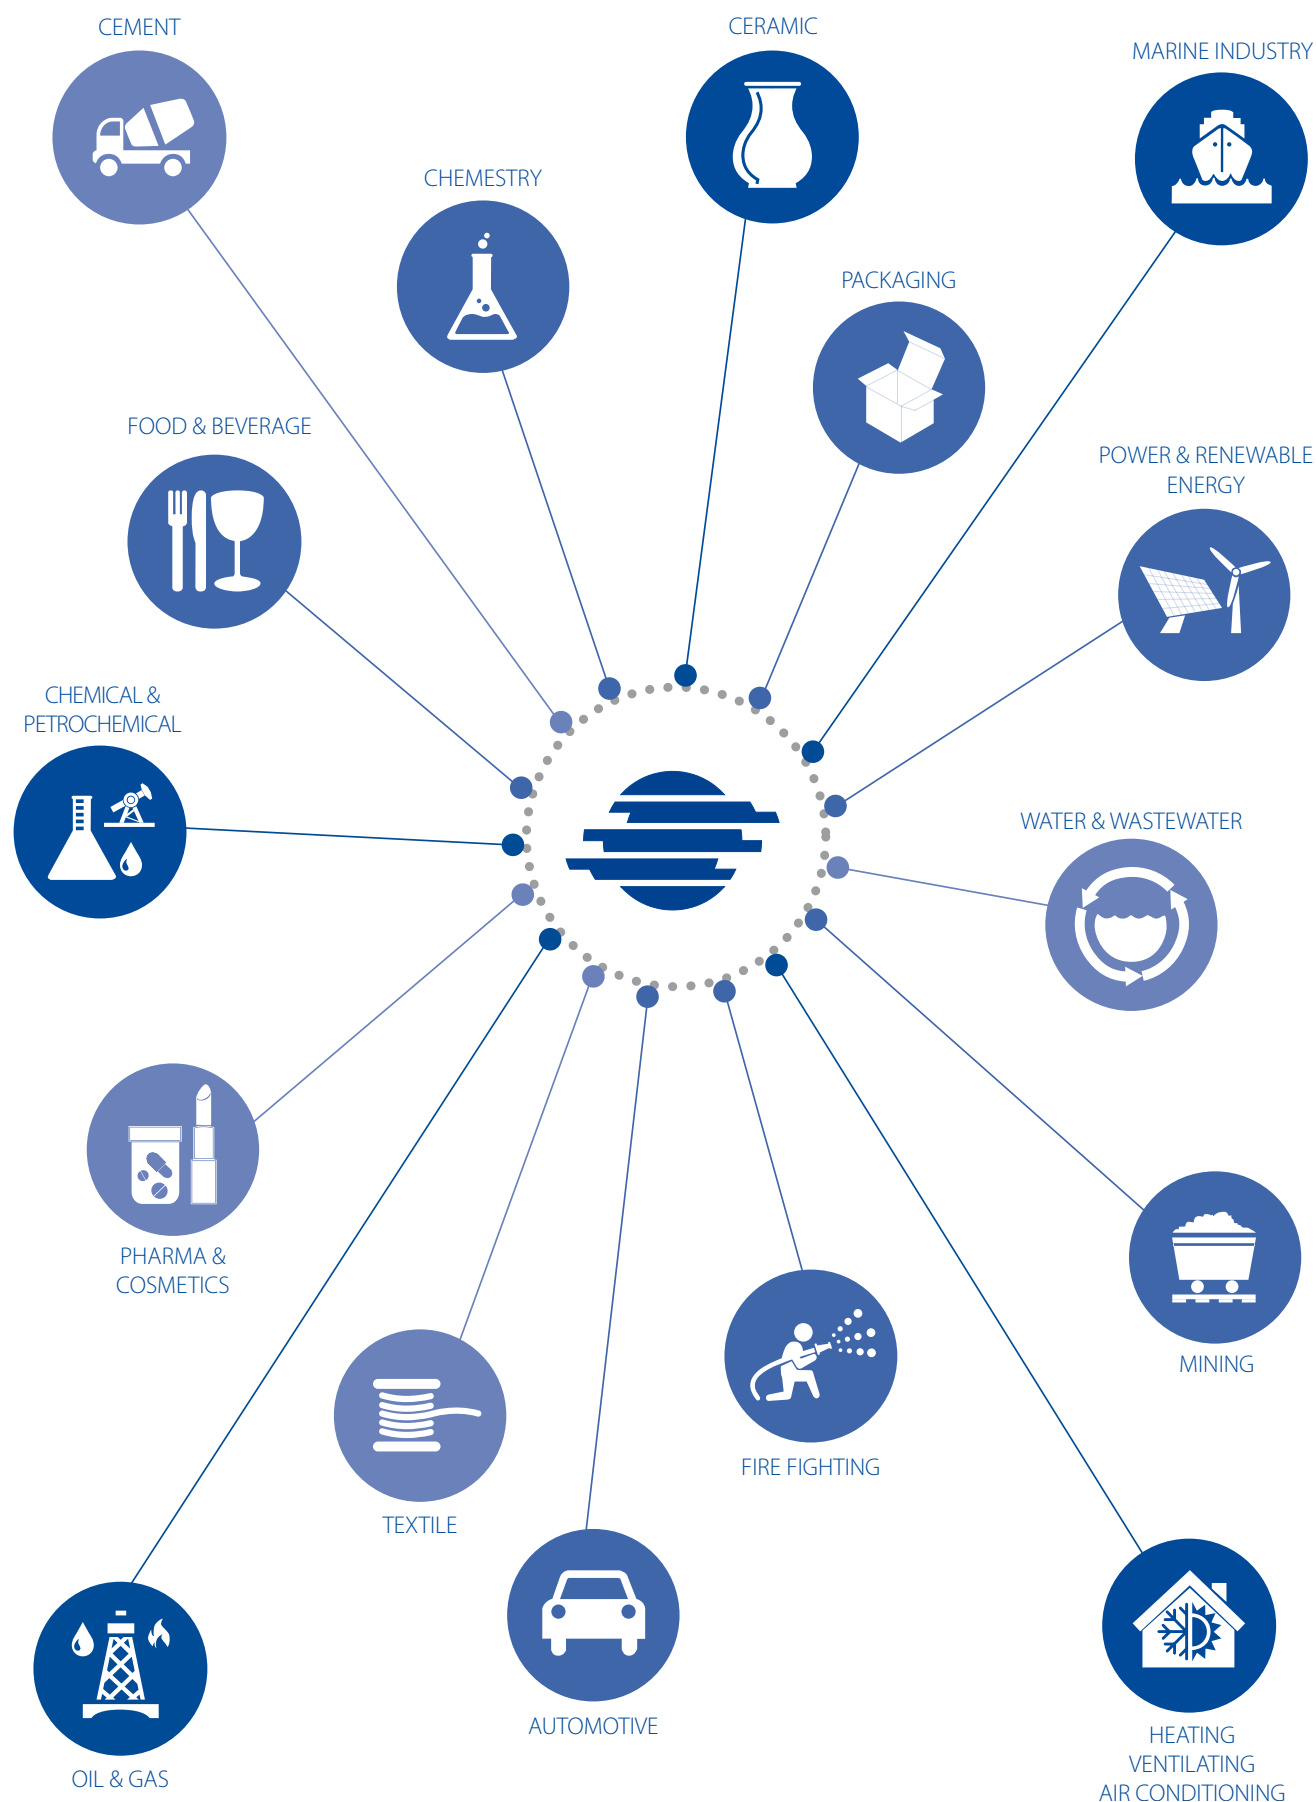 CEMENT
CERAMIC
MARINE INDUSTRY
CHEMESTRY
PACKAGING
FOOD & BEVERAGE
POWER & RENEWABLE
ENERGY
CHEMICAL &
PETROCHEMICAL
WATER & WASTEWATER
PHARMA &
COSMETICS
MINING
FIRE FIGHTING
TEXTILE
AUTOMOTIVE
HEATING
VENTILATING
AIR CONDITIONING
OIL & GAS